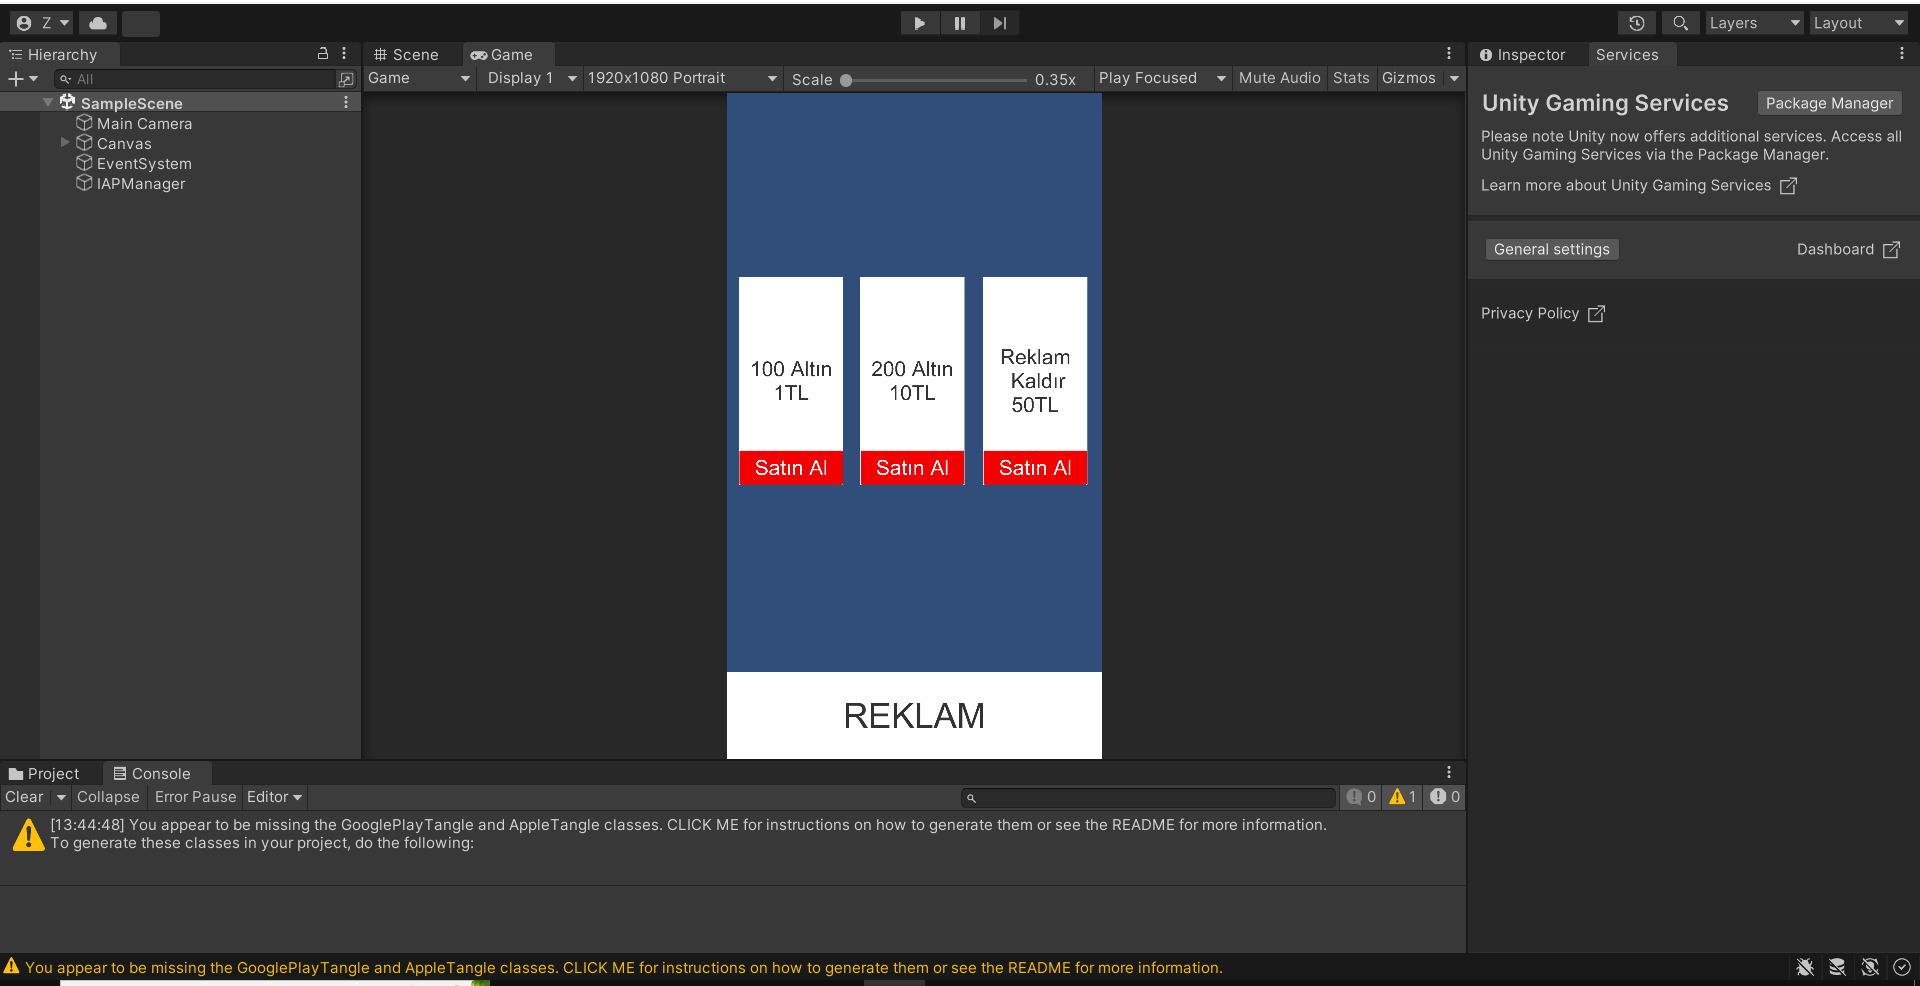 Z
Layers
Layout
Hierarchy
All
SampleScene
Main Camera
Canvas
EventSystem
IAPManager
Scene
Game
Game
Display 1
1920x1080 Portrait
Scale
0.35x
Play Focused
Mute Audio
Stats
Gizmos
100 Altın
1TL
Satın Al
200 Altın
10TL
Satın Al
Reklam
Kaldır
50TL
Satın Al
REKLAM
Inspector
Services
Unity Gaming Services
Package Manager
Please note Unity now offers additional services. Access all
Unity Gaming Services via the Package Manager.
Learn more about Unity Gaming Services
General settings
Dashboard
Privacy Policy
Project
Console
Clear
Collapse
Error Pause
Editor
0
1
0
[13:44:48] You appear to be missing the GooglePlayTangle and AppleTangle classes. CLICK ME for instructions on how to generate them or see the README for more information.
To generate these classes in your project, do the following:
You appear to be missing the GooglePlayTangle and AppleTangle classes. CLICK ME for instructions on how to generate them or see the README for more information.